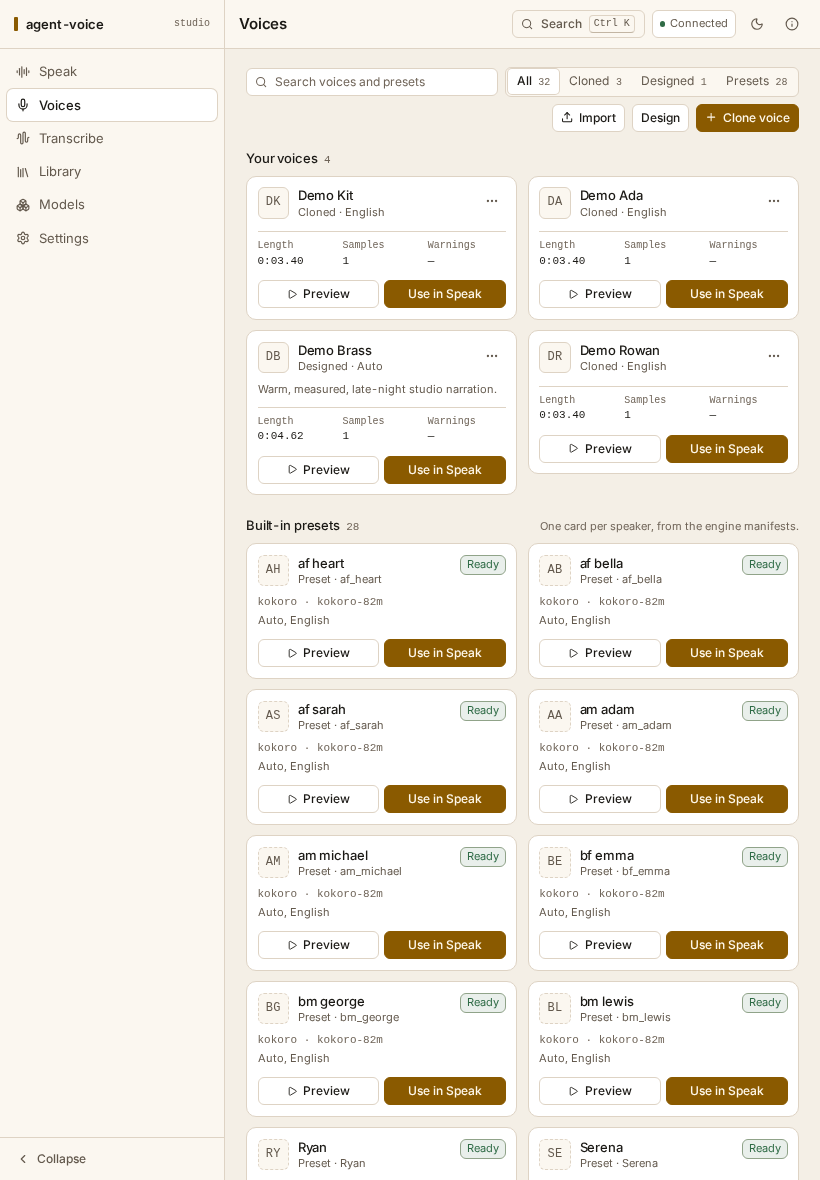 agent-voice studio
Speak
Voices
Transcribe
Library
Models
Settings
Collapse
Voices
Search Ctrl K
Connected
Search voices and presets
All 32 Cloned 3 Designed 1 Presets 28
Import Design + Clone voice
Your voices 4
DK Demo Kit
Cloned · English
Length Samples Warnings
0:03.40 1 —
Preview Use in Speak
DA Demo Ada
Cloned · English
Length Samples Warnings
0:03.40 1 —
Preview Use in Speak
DB Demo Brass
Designed · Auto
Warm, measured, late-night studio narration.
Length Samples Warnings
0:04.62 1 —
Preview Use in Speak
DR Demo Rowan
Cloned · English
Length Samples Warnings
0:03.40 1 —
Preview Use in Speak
Built-in presets 28
One card per speaker, from the engine manifests.
AH af heart Ready
Preset · af_heart
kokoro · kokoro-82m
Auto, English
Preview Use in Speak
AB af bella Ready
Preset · af_bella
kokoro · kokoro-82m
Auto, English
Preview Use in Speak
AS af sarah Ready
Preset · af_sarah
kokoro · kokoro-82m
Auto, English
Preview Use in Speak
AA am adam Ready
Preset · am_adam
kokoro · kokoro-82m
Auto, English
Preview Use in Speak
AM am michael Ready
Preset · am_michael
kokoro · kokoro-82m
Auto, English
Preview Use in Speak
BE bf emma Ready
Preset · bf_emma
kokoro · kokoro-82m
Auto, English
Preview Use in Speak
BG bm george Ready
Preset · bm_george
kokoro · kokoro-82m
Auto, English
Preview Use in Speak
BL bm lewis Ready
Preset · bm_lewis
kokoro · kokoro-82m
Auto, English
Preview Use in Speak
RY Ryan Ready
Preset · Ryan
SE Serena Ready
Preset · Serena